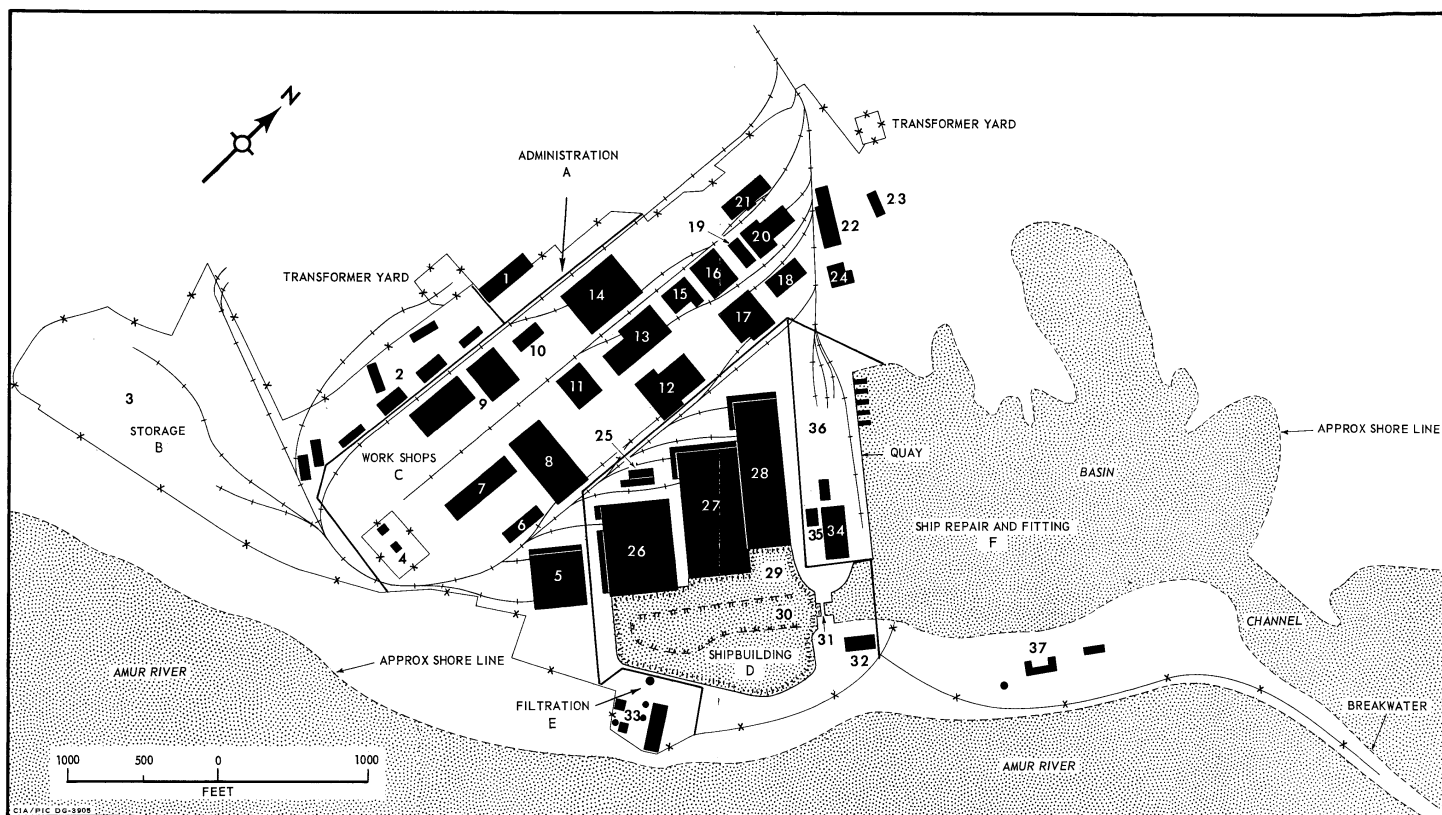 N
TRANSFORMER YARD
ADMINISTRATION
A
21
23
22
19
20
TRANSFORMER YARD
1
14
16
18
24
15
17
13
10
2
11
12
9
3
STORAGE
B
APPROX SHORE LINE
36
QUAY
BASIN
WORK SHOPS
C
25
8
28
7
27
6
SHIP REPAIR AND FITTING
F
34
35
26
4
5
29
30
31
CHANNEL
32
37
SHIPBUILDING
D
APPROX SHORE LINE
AMUR RIVER
FILTRATION
E
33
BREAKWATER
AMUR RIVER
1000 500 0 1000
FEET
CIA/PIC DG-3908